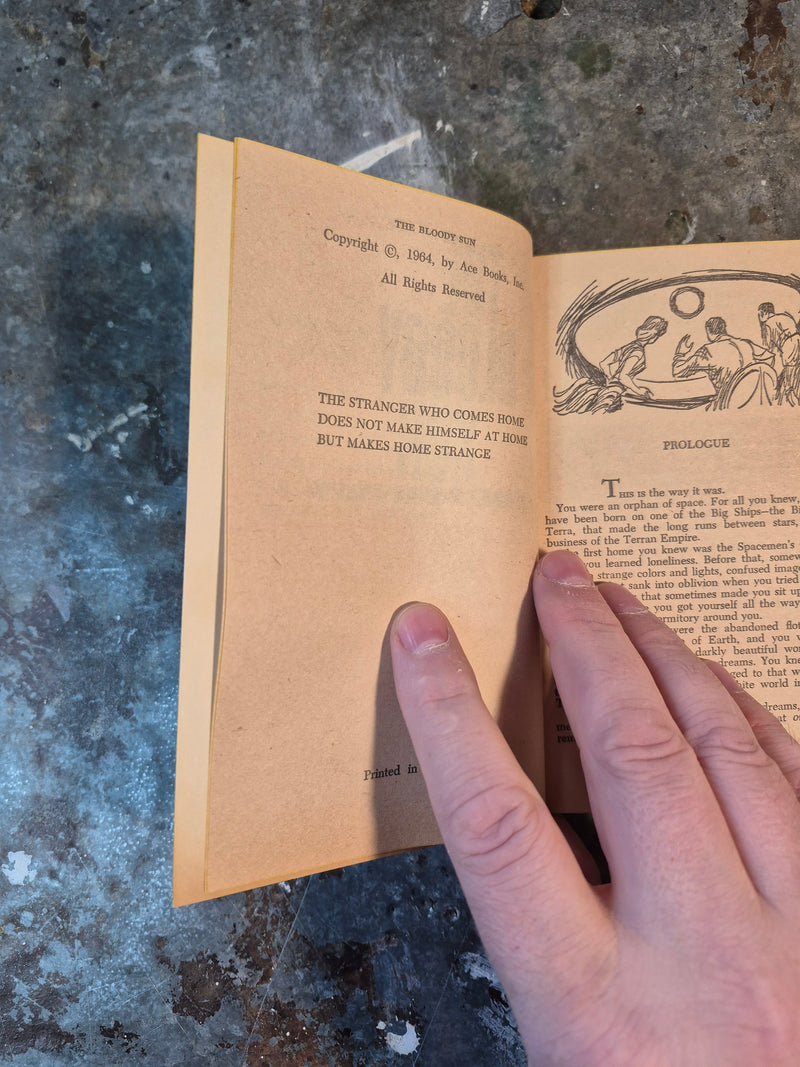 THE BLOODY SUN
Copyright ©, 1964, by Ace Books, Inc.
All Rights Reserved
THE STRANGER WHO COMES HOME
DOES NOT MAKE HIMSELF AT HOME
BUT MAKES HOME STRANGE
Printed in
PROLOGUE
THIS is the way it was.
You were an orphan of space. For all you knew,
have been born on one of the Big Ships—the
Terra, that made the long runs between stars,
business of the Terran Empire.
first home you knew was the Spacemen's
you learned loneliness. Before that,
strange colors and lights, confused
sank into oblivion when you tried
that sometimes made you sit up
you got yourself all the way
around you.
were the abandoned
of Earth, and you
darkly beautiful
dreams. You
to that
world in
dreams,